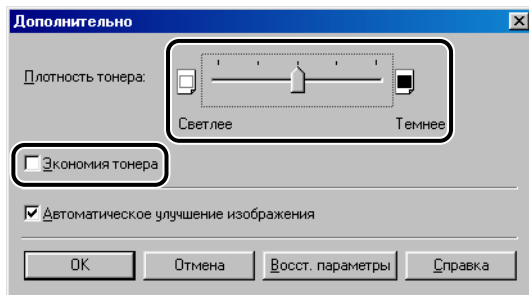 Дополнительно
Плотность тонера:
Светлее Темнее
Экономия тонера
Автоматическое улучшение изображения
OK Отмена Восст. параметры Справка